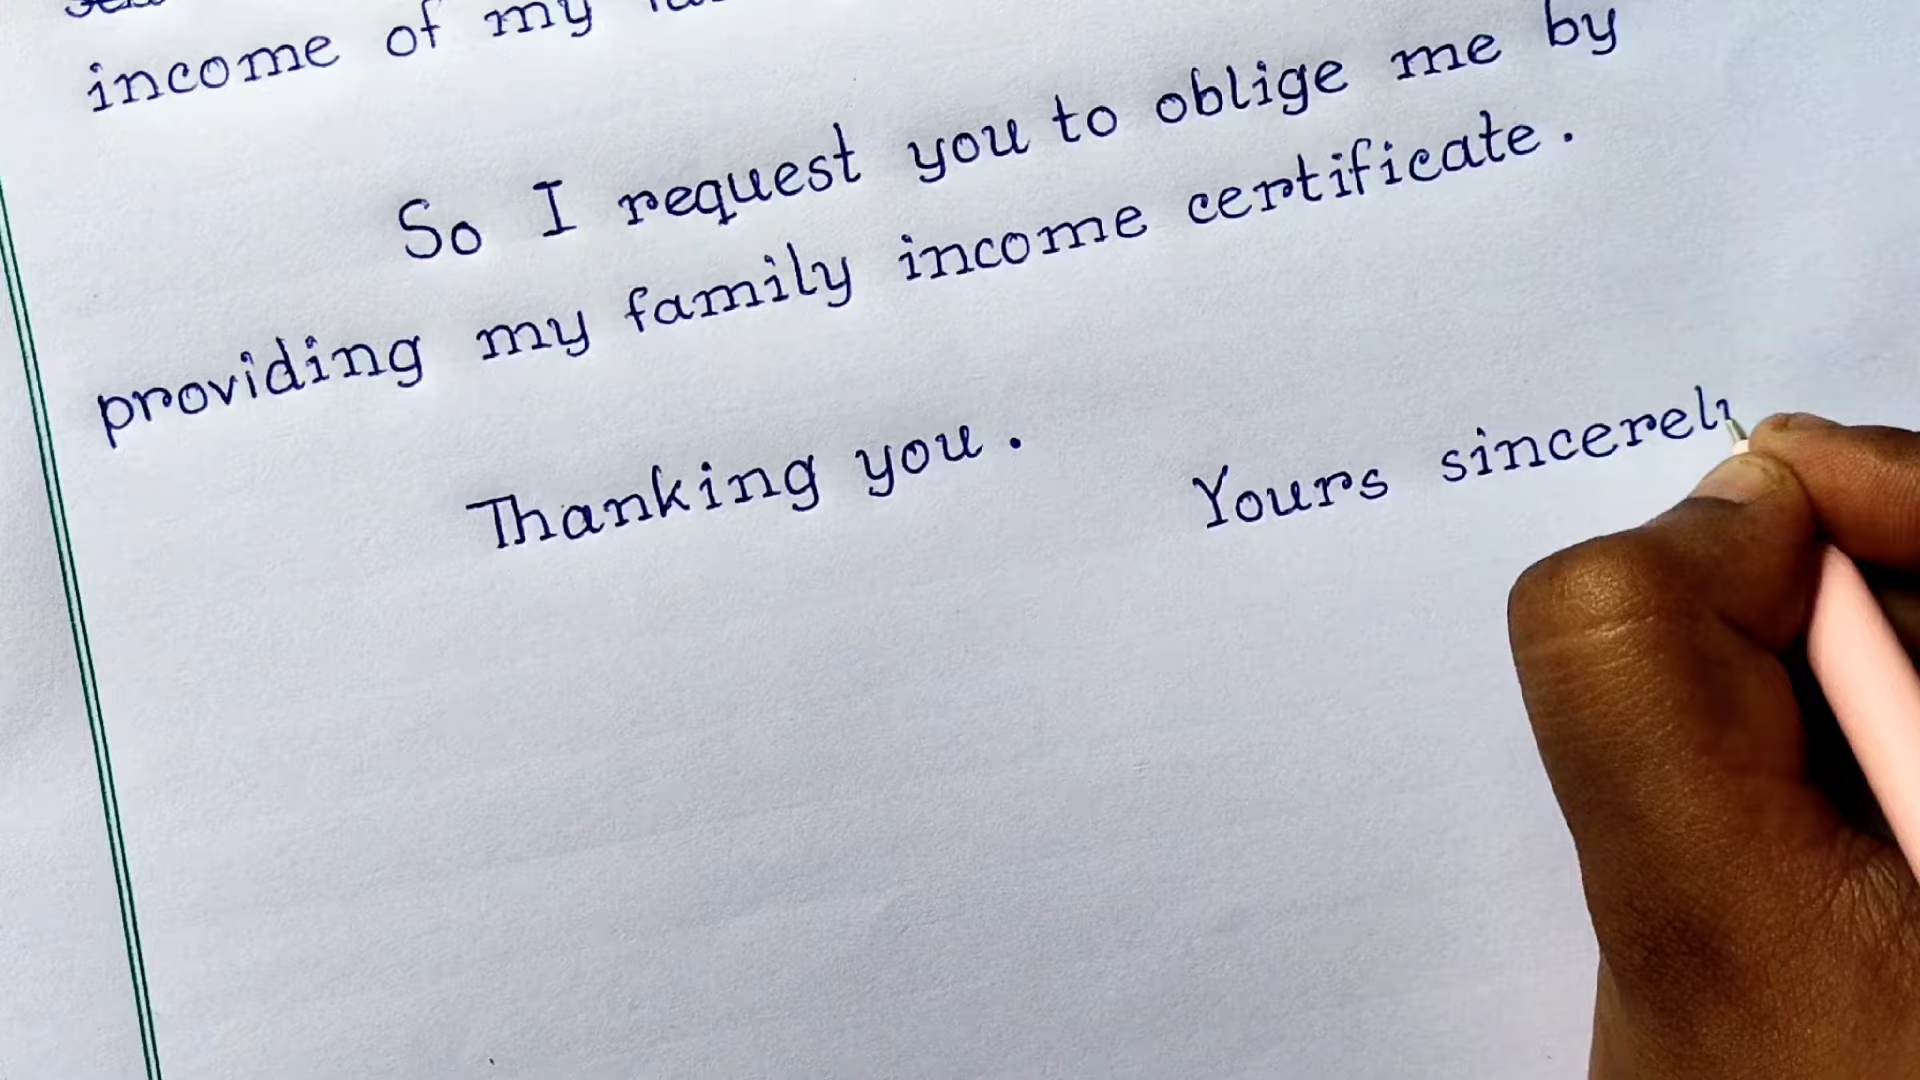 income of my
So I request you to oblige me by
providing my family income certificate.
Thanking you. Yours sincerel